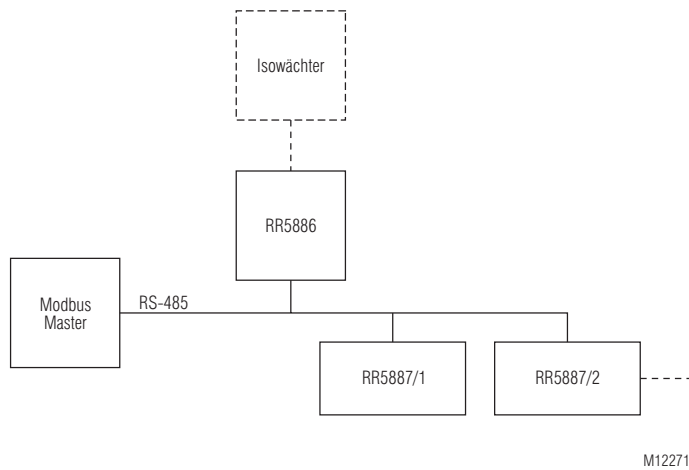 Isowächter
RR5886
RS-485
Modbus
Master
RR5887/1
RR5887/2
M12271